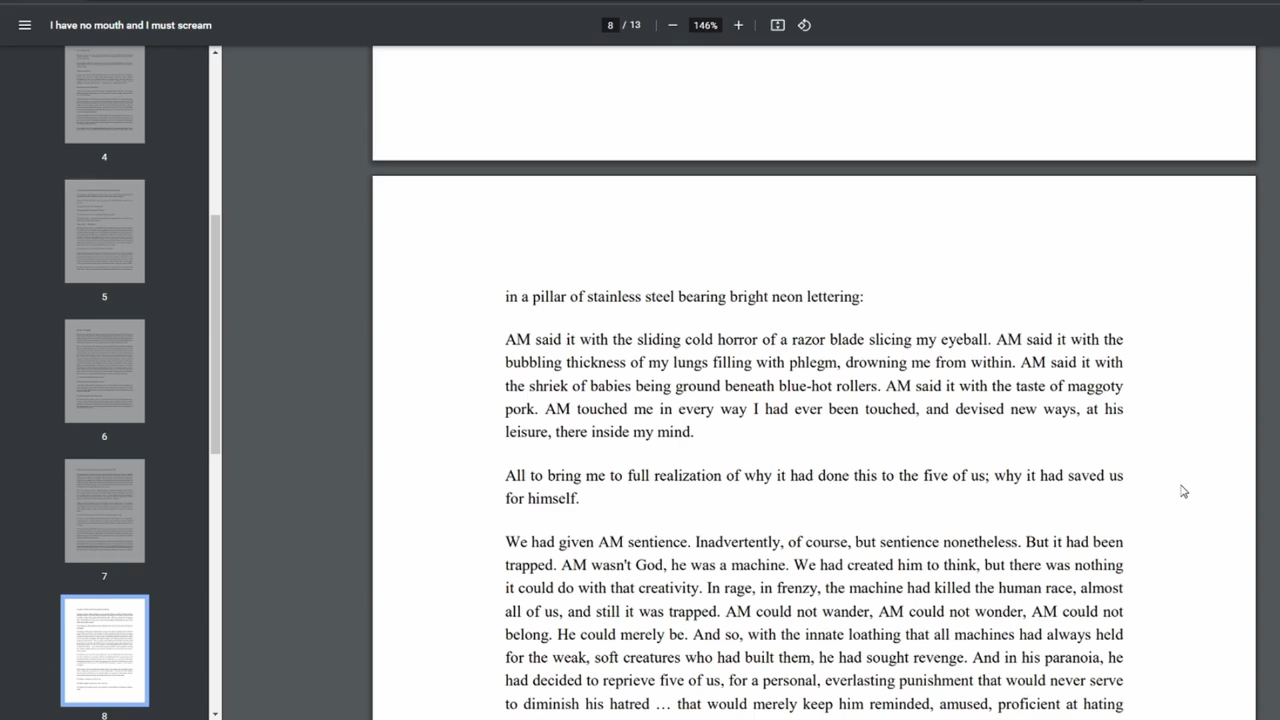 I have no mouth and I must scream
8 / 13
146%
4
5
6
7
8
in a pillar of stainless steel bearing bright neon lettering:
AM said it with the sliding cold horror of a razor blade slicing my eyeball. AM said it with the
bubbling thickness of my lungs filling with phlegm, drowning me from within. AM said it with
the shriek of babies being ground beneath blue-hot rollers. AM said it with the taste of maggoty
pork. AM touched me in every way I had ever been touched, and devised new ways, at his
leisure, there inside my mind.
All to bring me to full realization of why it had done this to the five of us; why it had saved us
for himself.
We had given AM sentience. Inadvertently, of course, but sentience nonetheless. But it had been
trapped. AM wasn't God, he was a machine. We had created him to think, but there was nothing
it could do with that creativity. In rage, in frenzy, the machine had killed the human race, almost
all of us, and still it was trapped. AM could not wander, AM could not wonder, AM could not
belong. He could merely be. And so, with the innate loathing that all machines had always held
for the weak, soft creatures who had built them, he had sought revenge. And in his paranoia, he
had decided to reprieve five of us, for a personal, everlasting punishment that would never serve
to diminish his hatred … that would merely keep him reminded, amused, proficient at hating